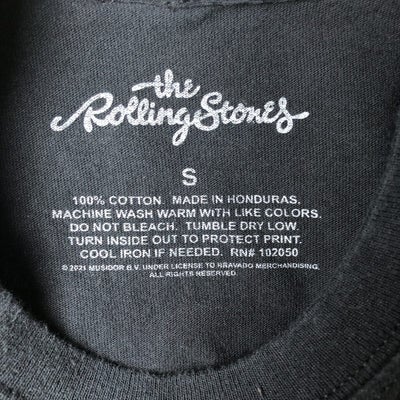 the
Rolling Stones
S
100% COTTON. MADE IN HONDURAS.
MACHINE WASH WARM WITH LIKE COLORS.
DO NOT BLEACH. TUMBLE DRY LOW.
TURN INSIDE OUT TO PROTECT PRINT.
COOL IRON IF NEEDED. RN# 102050
© 2021 MUSIDOR B.V. UNDER LICENSE TO BRAVADO MERCHANDISING.
ALL RIGHTS RESERVED.